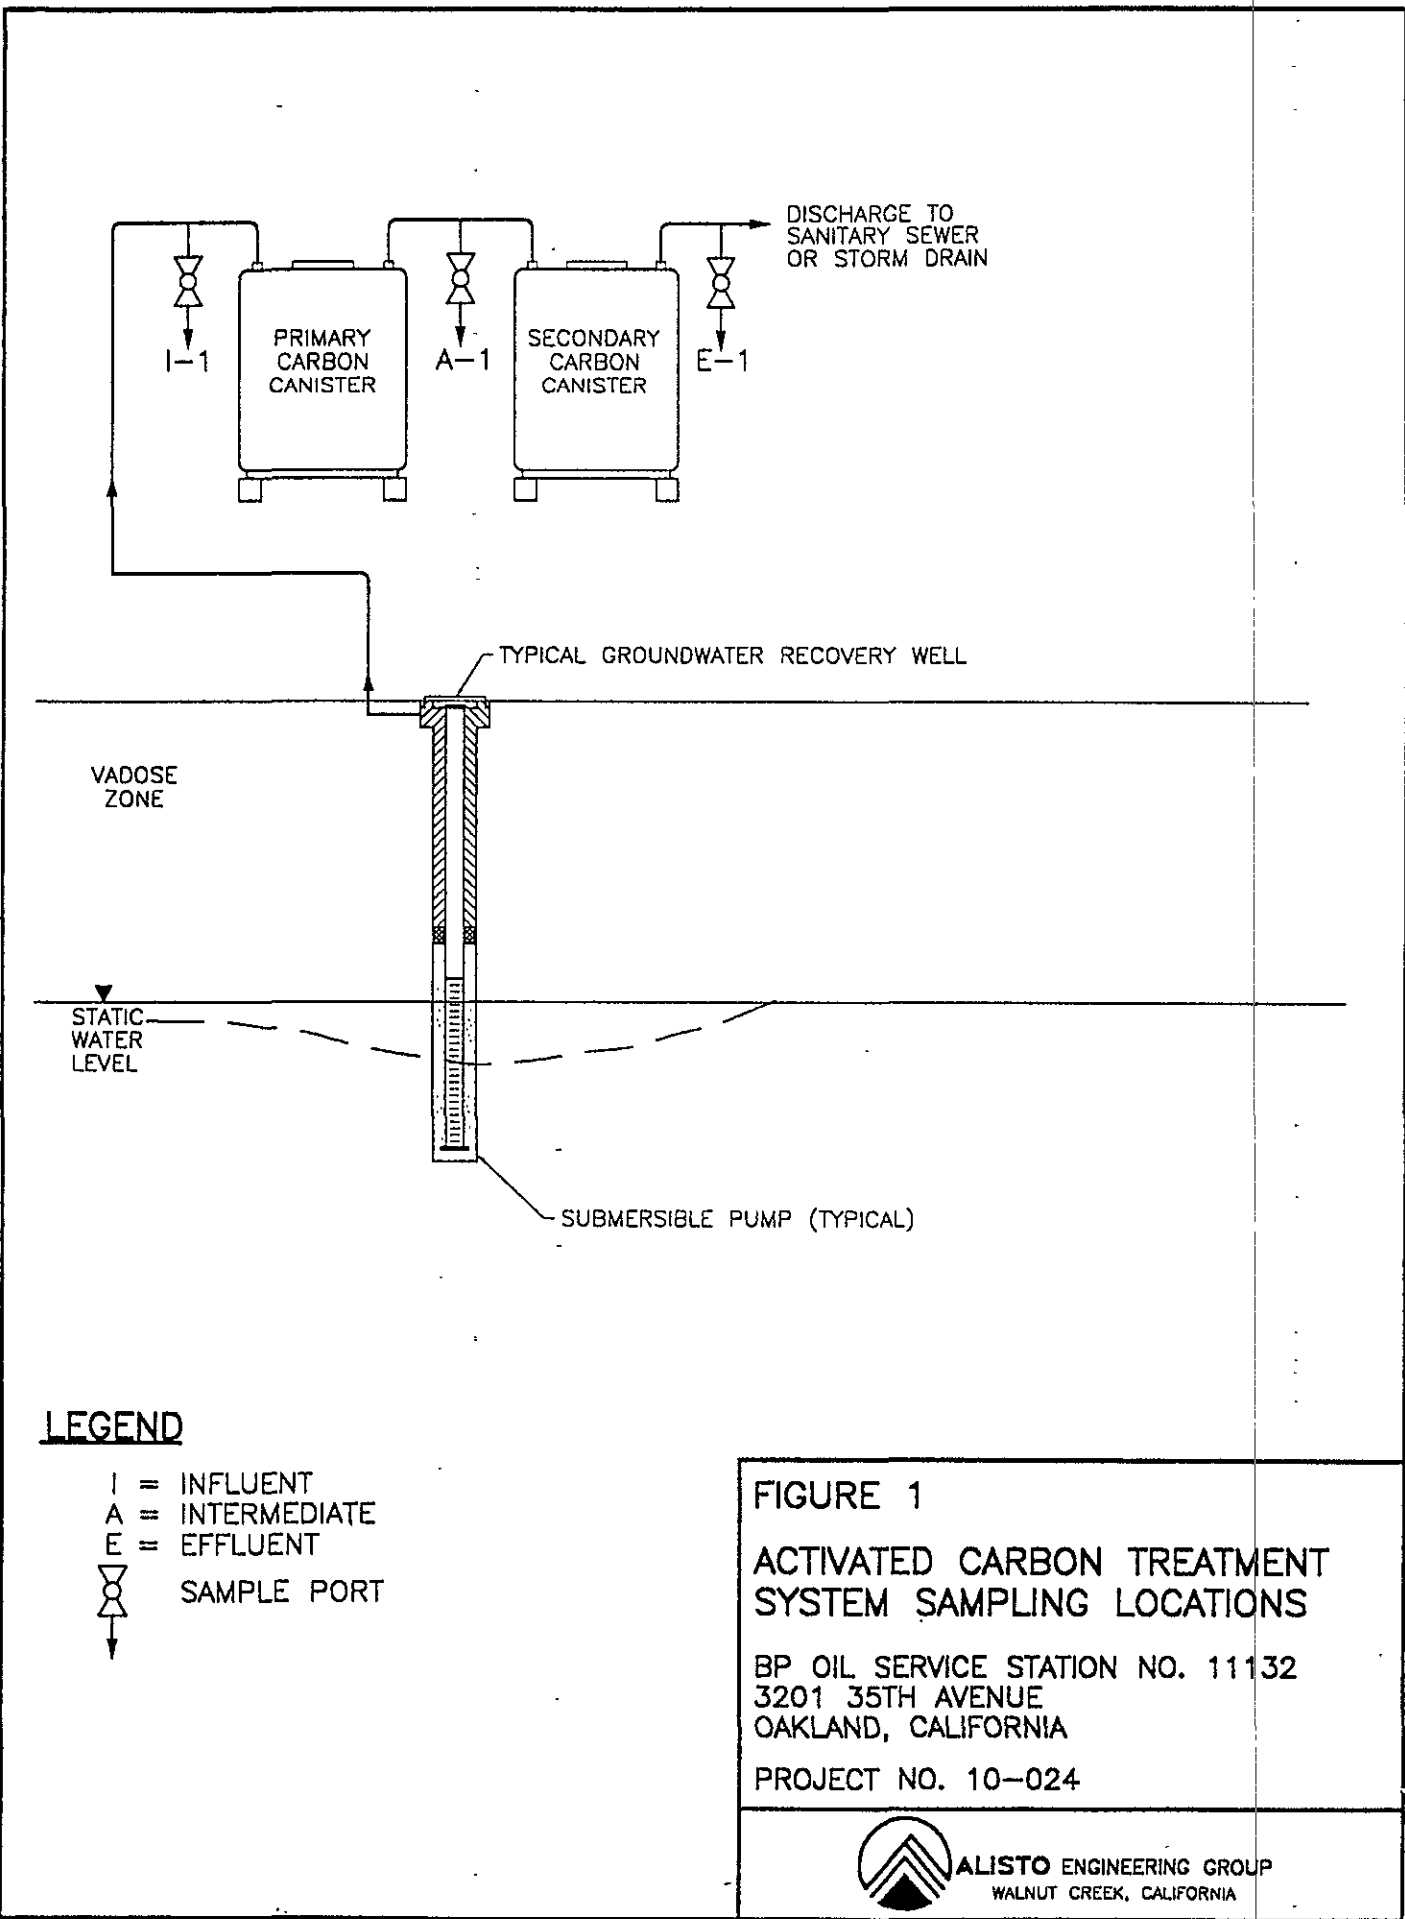 DISCHARGE TO
SANITARY SEWER
OR STORM DRAIN
I-1
PRIMARY
CARBON
CANISTER
A-1
SECONDARY
CARBON
CANISTER
E-1
TYPICAL GROUNDWATER RECOVERY WELL
VADOSE
ZONE
STATIC
WATER
LEVEL
SUBMERSIBLE PUMP (TYPICAL)
LEGEND
I = INFLUENT
A = INTERMEDIATE
E = EFFLUENT
SAMPLE PORT
FIGURE 1
ACTIVATED CARBON TREATMENT
SYSTEM SAMPLING LOCATIONS
BP OIL SERVICE STATION NO. 11132
3201 35TH AVENUE
OAKLAND, CALIFORNIA
PROJECT NO. 10-024
ALISTO ENGINEERING GROUP
WALNUT CREEK, CALIFORNIA